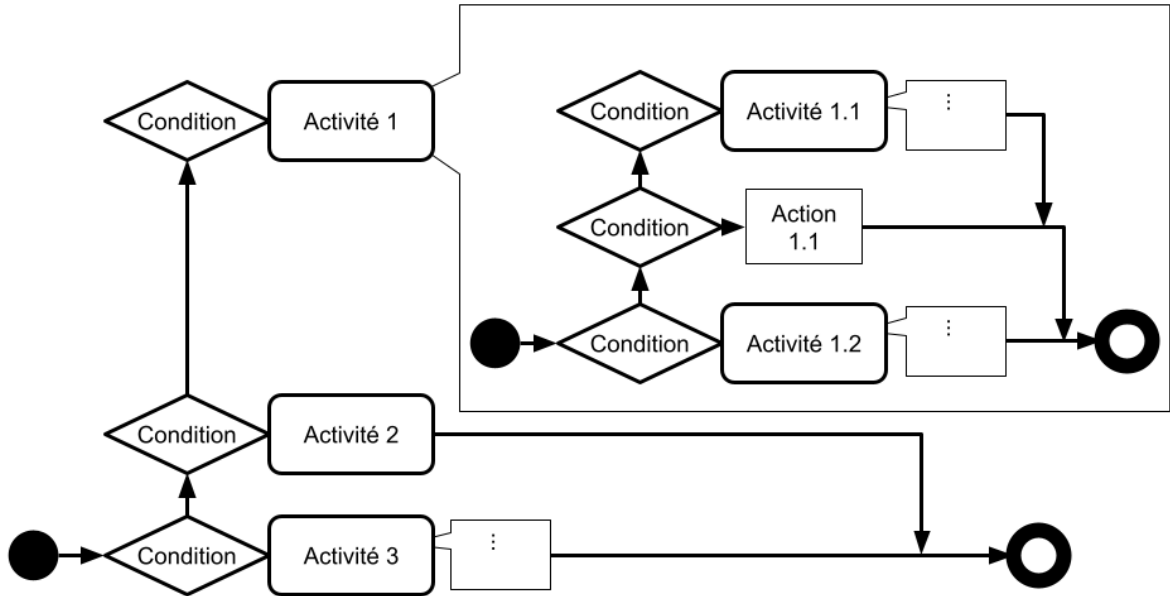 Condition
Activité 1
Condition
Activité 1.1
...
Condition
Action
1.1
Condition
Activité 1.2
...
Condition
Activité 2
Condition
Activité 3
...